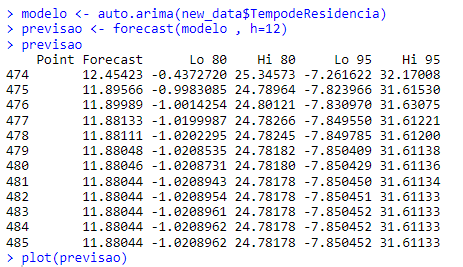 > modelo <- auto.arima(new_data$TempodeResidencia)
> previsao <- forecast(modelo , h=12)
> previsao
    Point Forecast      Lo 80    Hi 80     Lo 95    Hi 95
474       12.45423 -0.4372720 25.34573 -7.261622 32.17008
475       11.89566 -0.9983085 24.78964 -7.823966 31.61530
476       11.89989 -1.0014254 24.80121 -7.830970 31.63075
477       11.88133 -1.0199987 24.78266 -7.849550 31.61221
478       11.88111 -1.0202295 24.78245 -7.849785 31.61200
479       11.88048 -1.0208535 24.78182 -7.850409 31.61138
480       11.88046 -1.0208731 24.78180 -7.850429 31.61136
481       11.88044 -1.0208943 24.78178 -7.850450 31.61134
482       11.88044 -1.0208954 24.78178 -7.850451 31.61133
483       11.88044 -1.0208961 24.78178 -7.850452 31.61133
484       11.88044 -1.0208962 24.78178 -7.850452 31.61133
485       11.88044 -1.0208962 24.78178 -7.850452 31.61133
> plot(previsao)